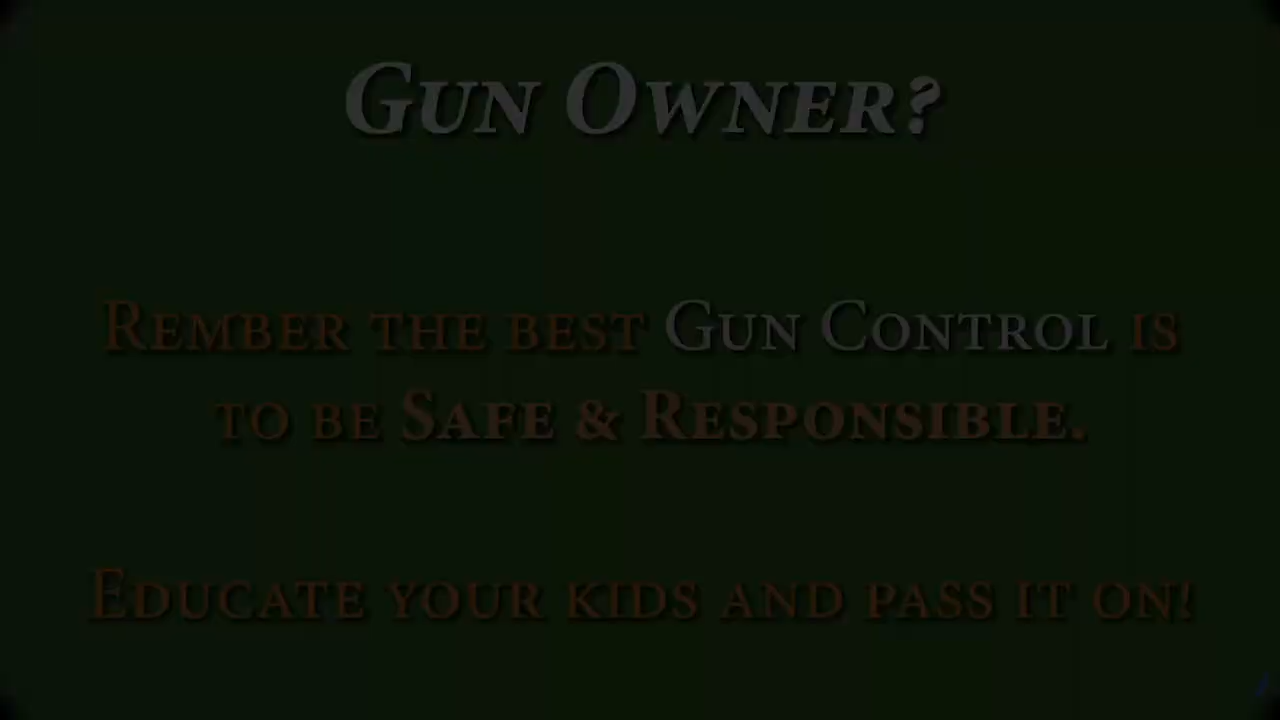 Gun Owner?
Rember the best Gun Control is
to be Safe & Responsible.
Educate your kids and pass it on!